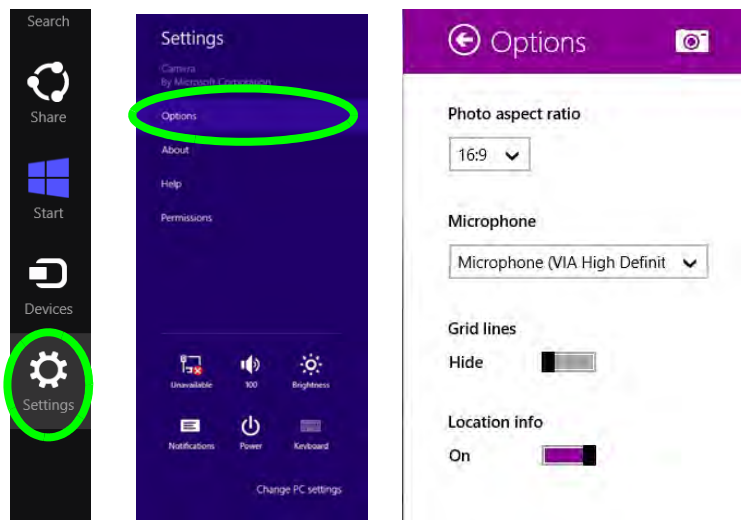 Search
Share
Start
Devices
Settings
Settings
Camera
By Microsoft Corporation
Options
About
Help
Permissions
Unavailable
100
Brightness
Notifications
Power
Keyboard
Change PC settings
Options
Photo aspect ratio
16:9
Microphone
Microphone (VIA High Definit
Grid lines
Hide
Location info
On